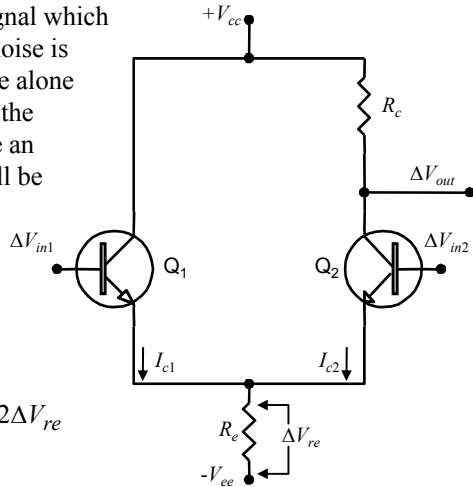 gnal which
noise is
e alone
the
e an
ll be
+Vcc
Rc
ΔVout
ΔVin1
Q1
Q2
ΔVin2
Ic1
Ic2
2ΔVre
Re
ΔVre
-Vee